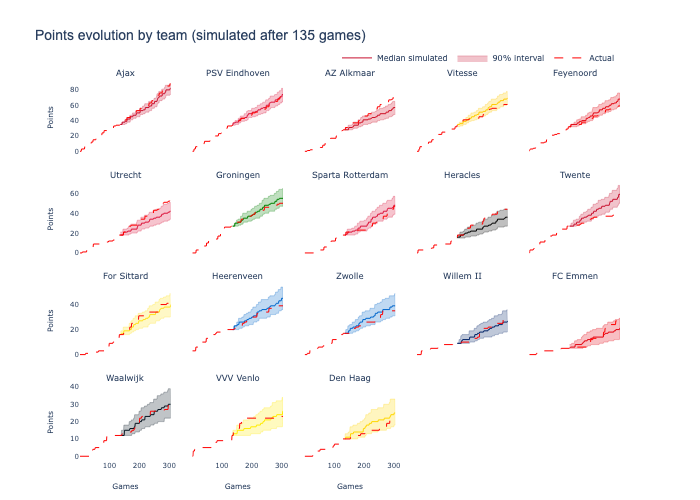 Points evolution by team (simulated after 135 games)
Median simulated 90% interval Actual
Ajax PSV Eindhoven AZ Alkmaar Vitesse Feyenoord
80
60
40
20
0
Points
Utrecht Groningen Sparta Rotterdam Heracles Twente
60
40
20
0
Points
For Sittard Heerenveen Zwolle Willem II FC Emmen
40
20
0
Points
Waalwijk VVV Venlo Den Haag
40
30
20
10
0
Points
100 200 300 100 200 300 100 200 300
Games Games Games